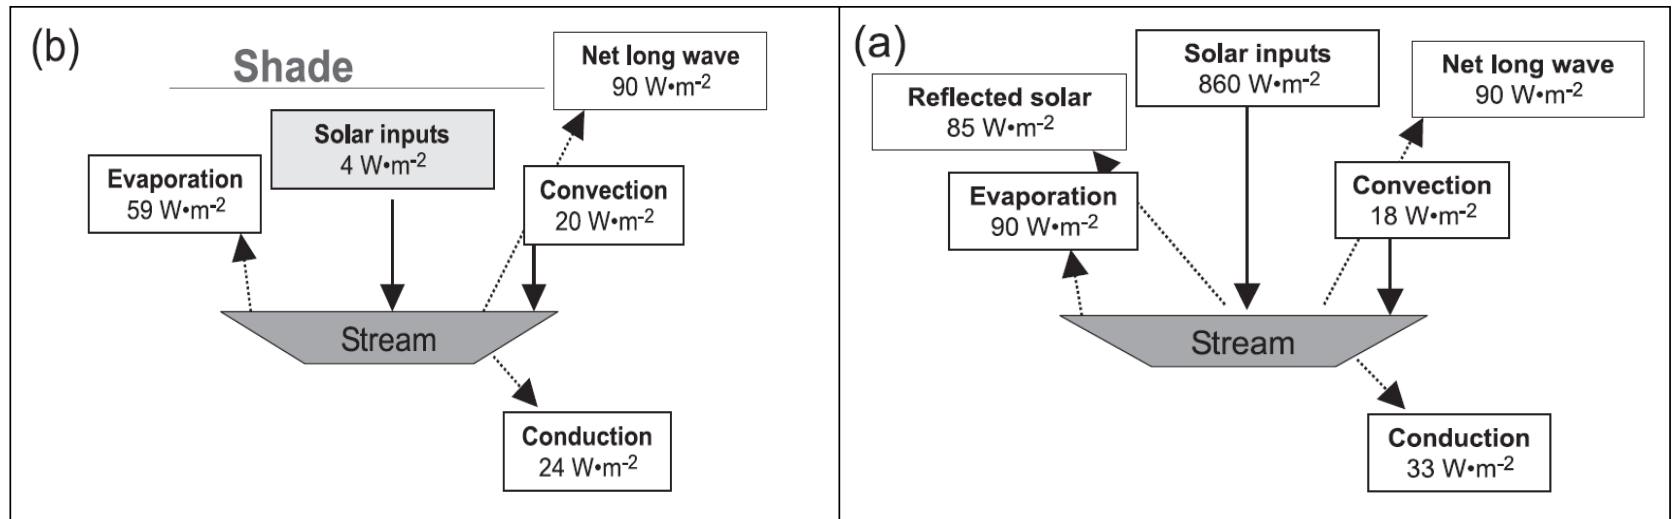 (b)
Shade
Net long wave
90 W•m-2
Solar inputs
4 W•m-2
Evaporation
59 W•m-2
Convection
20 W•m-2
Stream
Conduction
24 W•m-2
(a)
Solar inputs
860 W•m-2
Net long wave
90 W•m-2
Reflected solar
85 W•m-2
Evaporation
90 W•m-2
Convection
18 W•m-2
Stream
Conduction
33 W•m-2